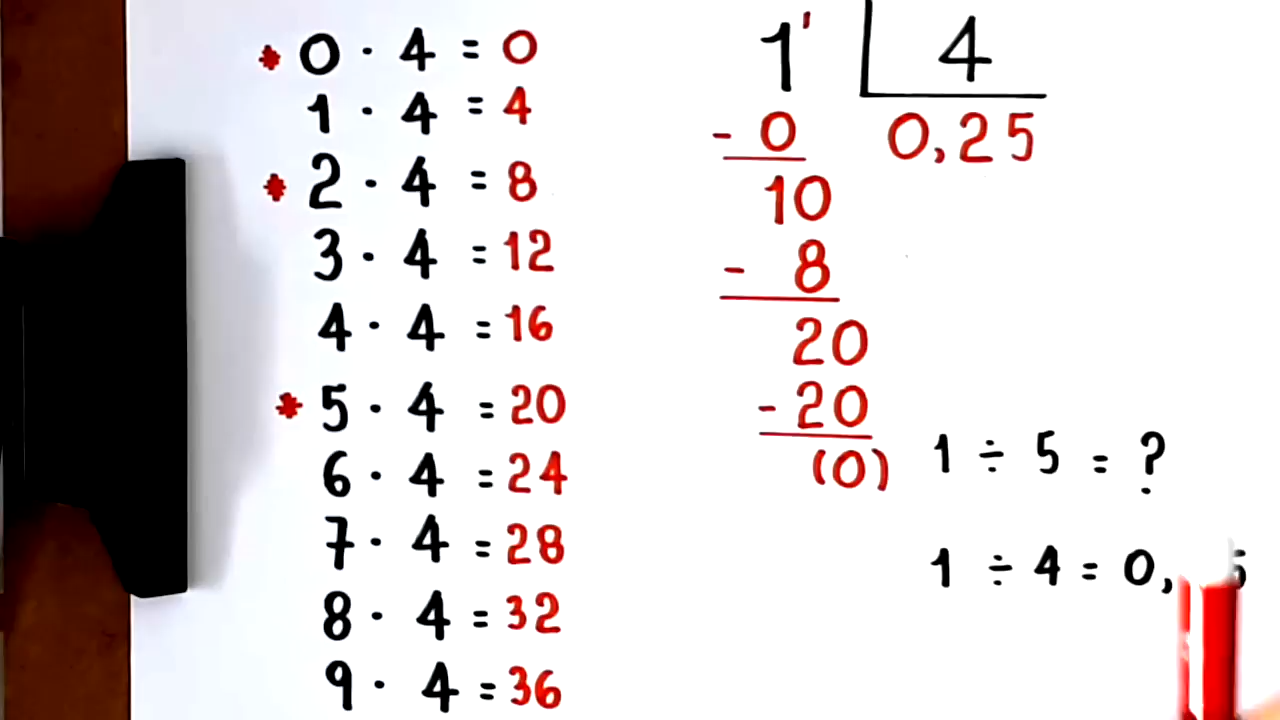 * 0 · 4 = 0
1 · 4 = 4
* 2 · 4 = 8
3 · 4 = 12
4 · 4 = 16
* 5 · 4 = 20
6 · 4 = 24
7 · 4 = 28
8 · 4 = 32
9 · 4 = 36
1' 4
- 0 0,25
10
- 8
20
- 20
(0)
1 ÷ 5 = ?
1 ÷ 4 = 0,